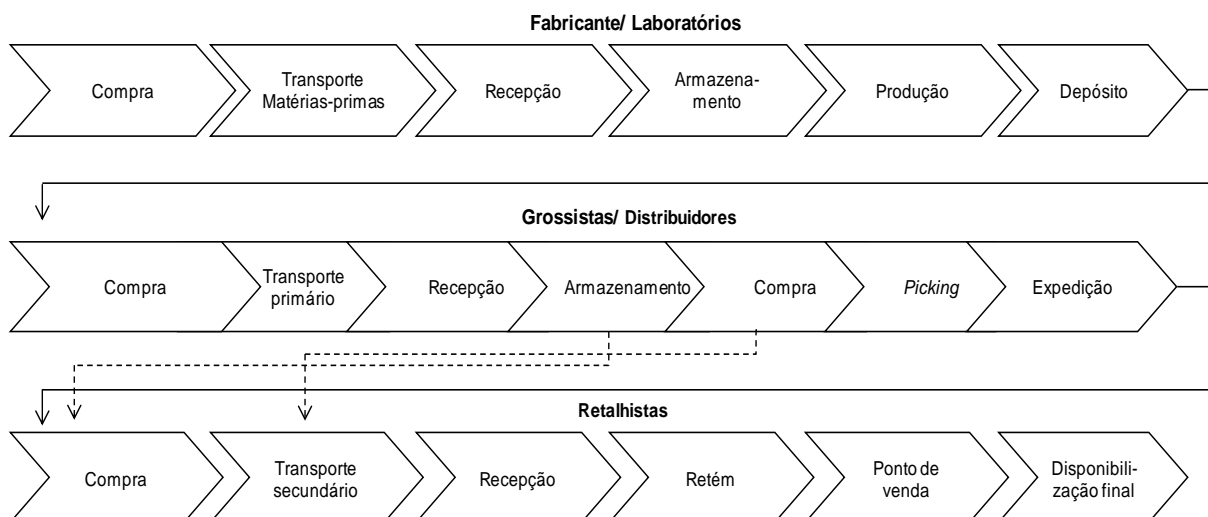 Fabricante/ Laboratórios
Compra
Transporte
Matérias-primas
Recepção
Armazena-
mento
Produção
Depósito
Grossistas/ Distribuidores
Compra
Transporte
primário
Recepção
Armazenamento
Compra
Picking
Expedição
Retalhistas
Compra
Transporte
secundário
Recepção
Retém
Ponto de
venda
Disponibili-
zação final